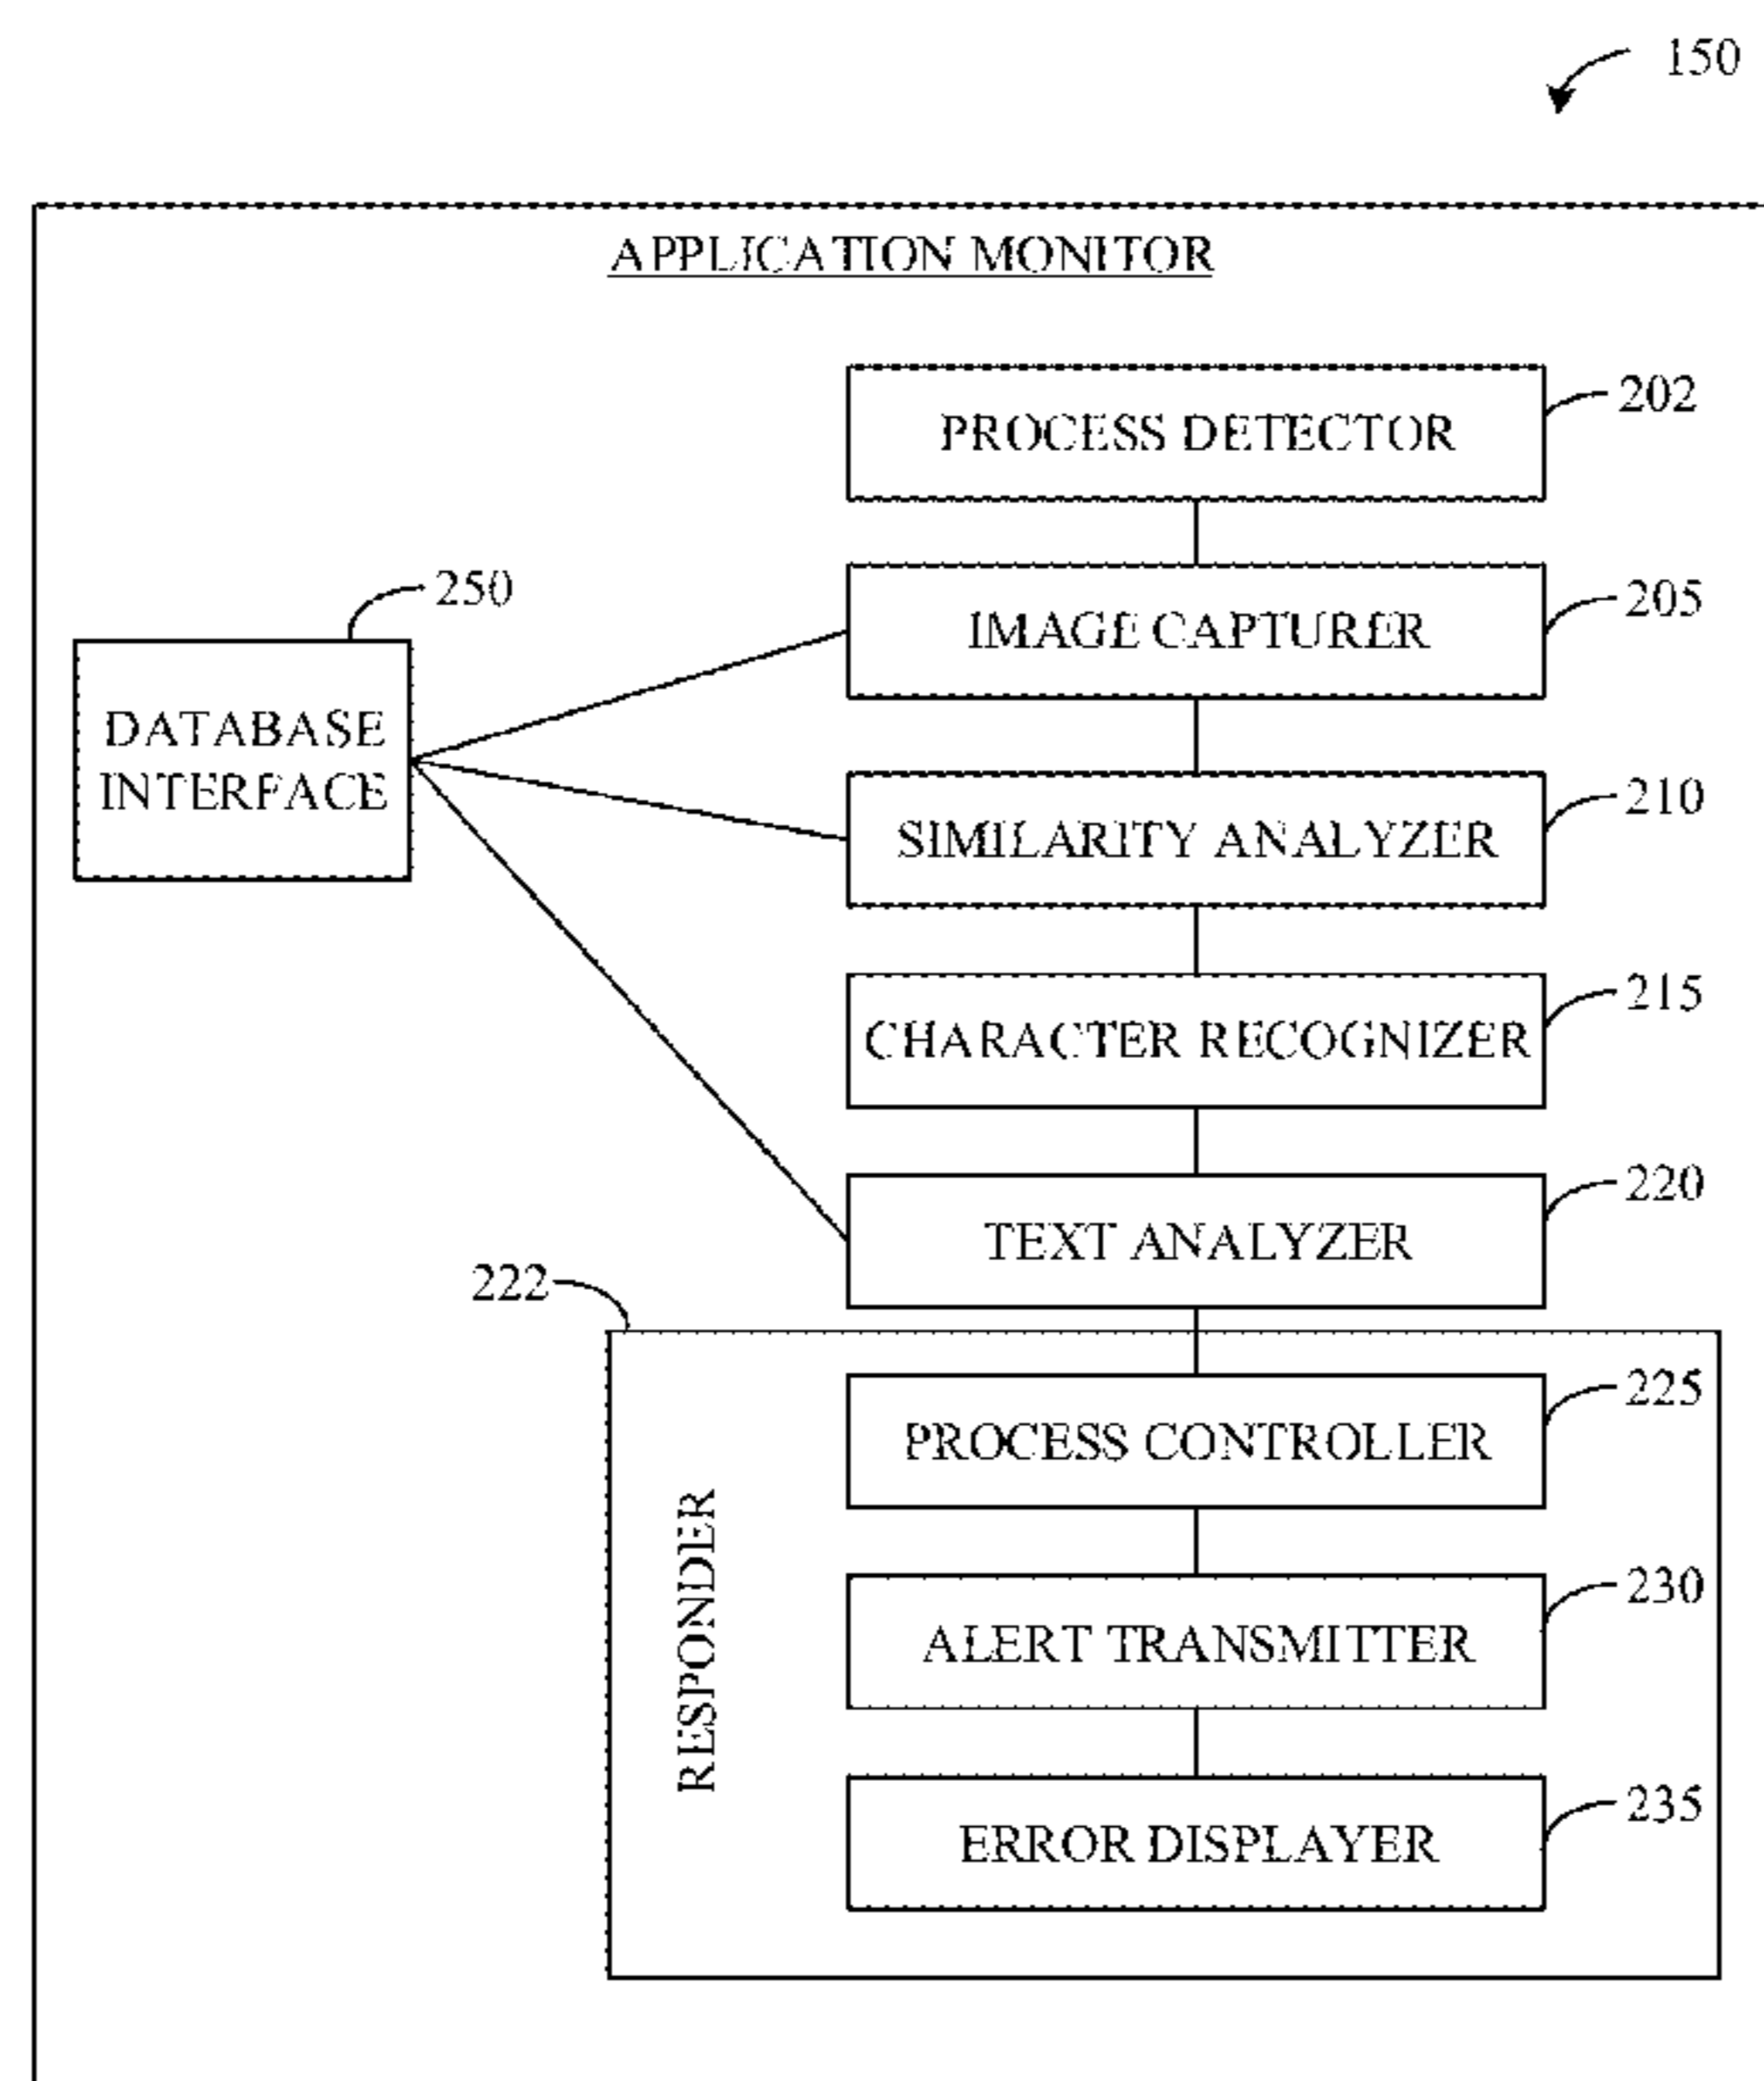 150
APPLICATION MONITOR
PROCESS DETECTOR
202
250
IMAGE CAPTURER
205
DATABASE
INTERFACE
SIMILARITY ANALYZER
210
CHARACTER RECOGNIZER
215
TEXT ANALYZER
220
222
PROCESS CONTROLLER
225
RESPONDER
ALERT TRANSMITTER
230
ERROR DISPLAYER
235